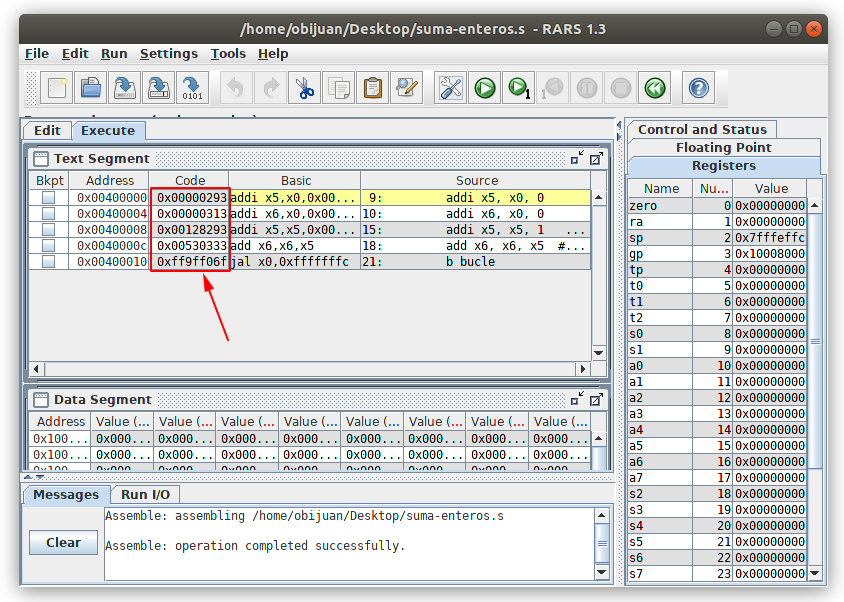 /home/obijuan/Desktop/suma-enteros.s - RARS 1.3
File Edit Run Settings Tools Help
0101 1 1
Edit Execute
Text Segment
Bkpt Address Code Basic Source
0x00400000 0x00000293 addi x5,x0,0x00... 9: addi x5, x0, 0
0x00400004 0x00000313 addi x6,x0,0x00... 10: addi x6, x0, 0
0x00400008 0x00128293 addi x5,x5,0x00... 15: addi x5, x5, 1 ...
0x0040000c 0x00530333 add x6,x6,x5 18: add x6, x6, x5 #...
0x00400010 0xff9ff06f jal x0,0xfffffffc 21: b bucle
Data Segment
Address Value (... Value (... Value (... Value (... Value (... Value (... Value (... Value (...
0x100... 0x000... 0x000... 0x000... 0x000... 0x000... 0x000... 0x000... 0x000...
0x100... 0x000... 0x000... 0x000... 0x000... 0x000... 0x000... 0x000... 0x000...
Messages Run I/O
Assemble: assembling /home/obijuan/Desktop/suma-enteros.s
Assemble: operation completed successfully.
Clear
Control and Status
Floating Point
Registers
Name Nu... Value
zero 0 0x00000000
ra 1 0x00000000
sp 2 0x7fffeffc
gp 3 0x10008000
tp 4 0x00000000
t0 5 0x00000000
t1 6 0x00000000
t2 7 0x00000000
s0 8 0x00000000
s1 9 0x00000000
a0 10 0x00000000
a1 11 0x00000000
a2 12 0x00000000
a3 13 0x00000000
a4 14 0x00000000
a5 15 0x00000000
a6 16 0x00000000
a7 17 0x00000000
s2 18 0x00000000
s3 19 0x00000000
s4 20 0x00000000
s5 21 0x00000000
s6 22 0x00000000
s7 23 0x00000000